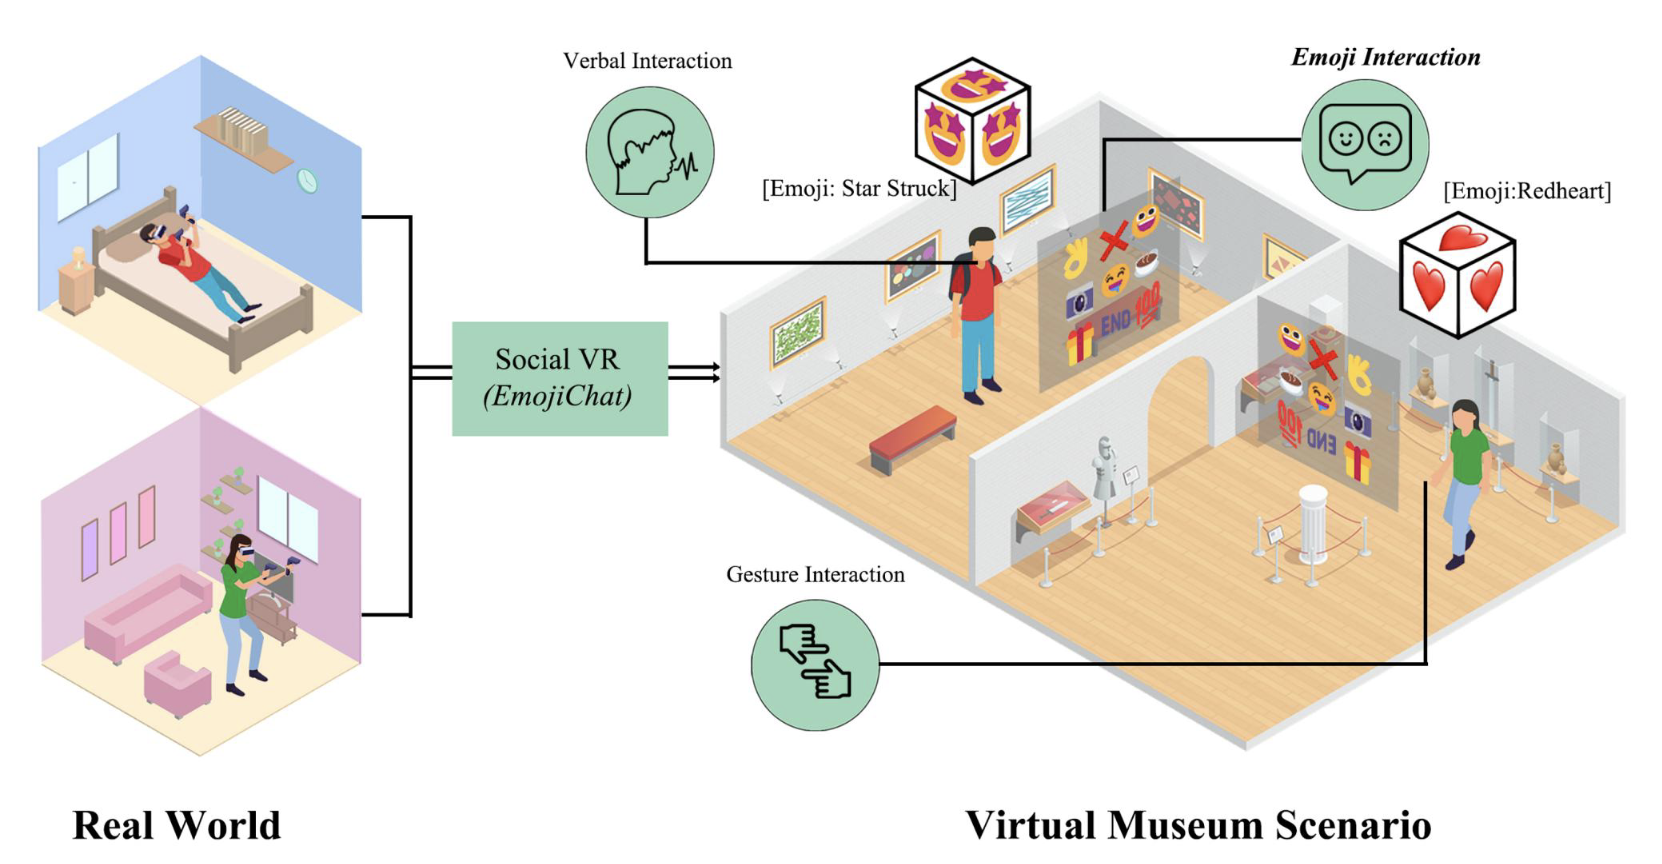 Verbal Interaction
Emoji Interaction
[Emoji: Star Struck]
[Emoji:Redheart]
Social VR
(EmojiChat)
END
100
100
END
Gesture Interaction
Real World
Virtual Museum Scenario